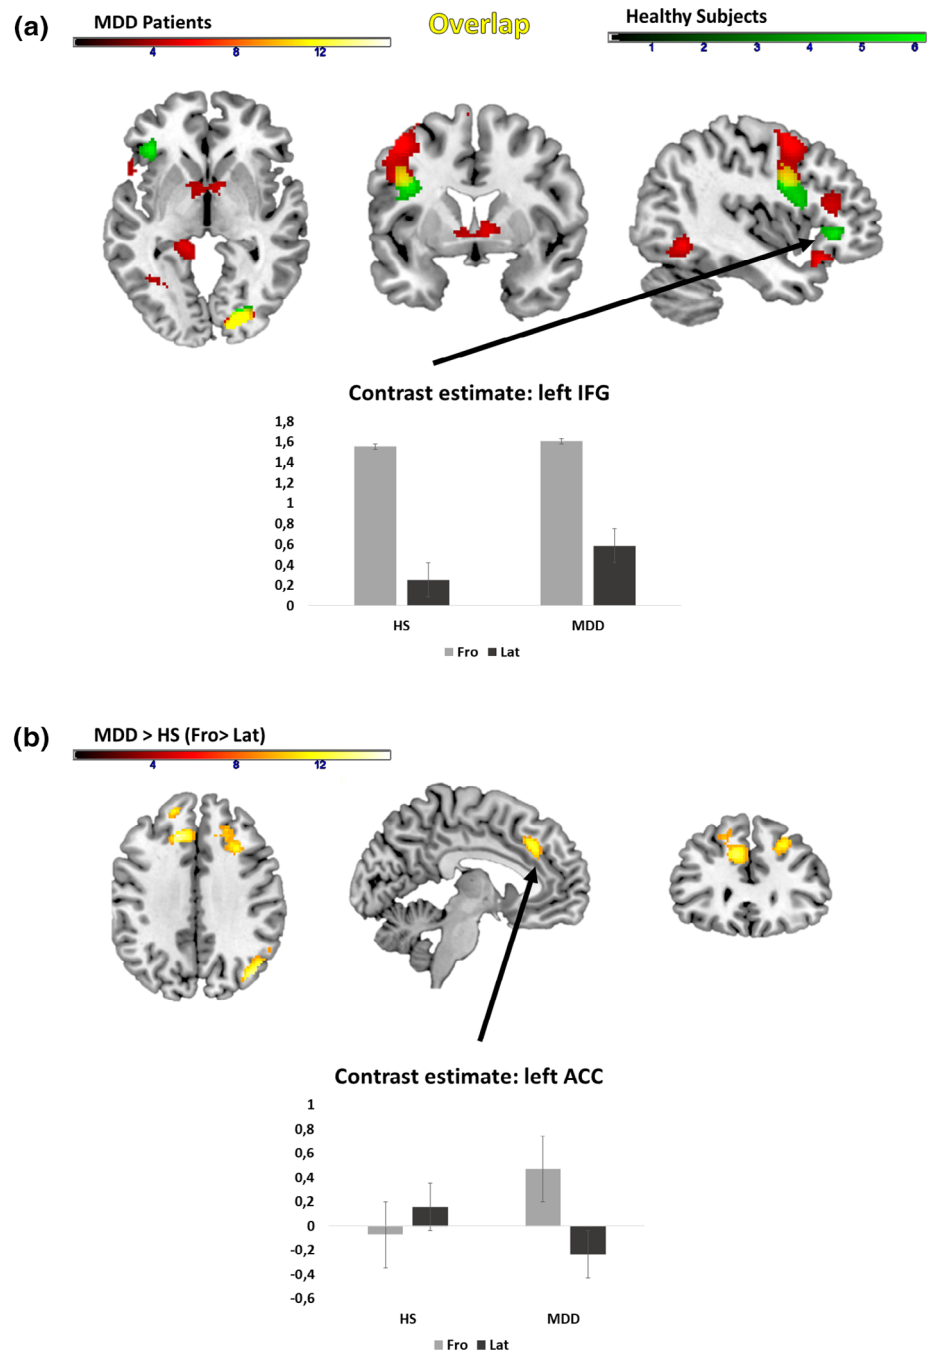 (a)
MDD Patients
Overlap
Healthy Subjects
4 8 12
1 2 3 4 5 6
Contrast estimate: left IFG
1,8
1,6
1,4
1,2
1
0,8
0,6
0,4
0,2
0
HS MDD
Fro Lat
(b)
MDD > HS (Fro> Lat)
4 8 12
Contrast estimate: left ACC
1
0,8
0,6
0,4
0,2
0
-0,2
-0,4
-0,6
HS MDD
Fro Lat